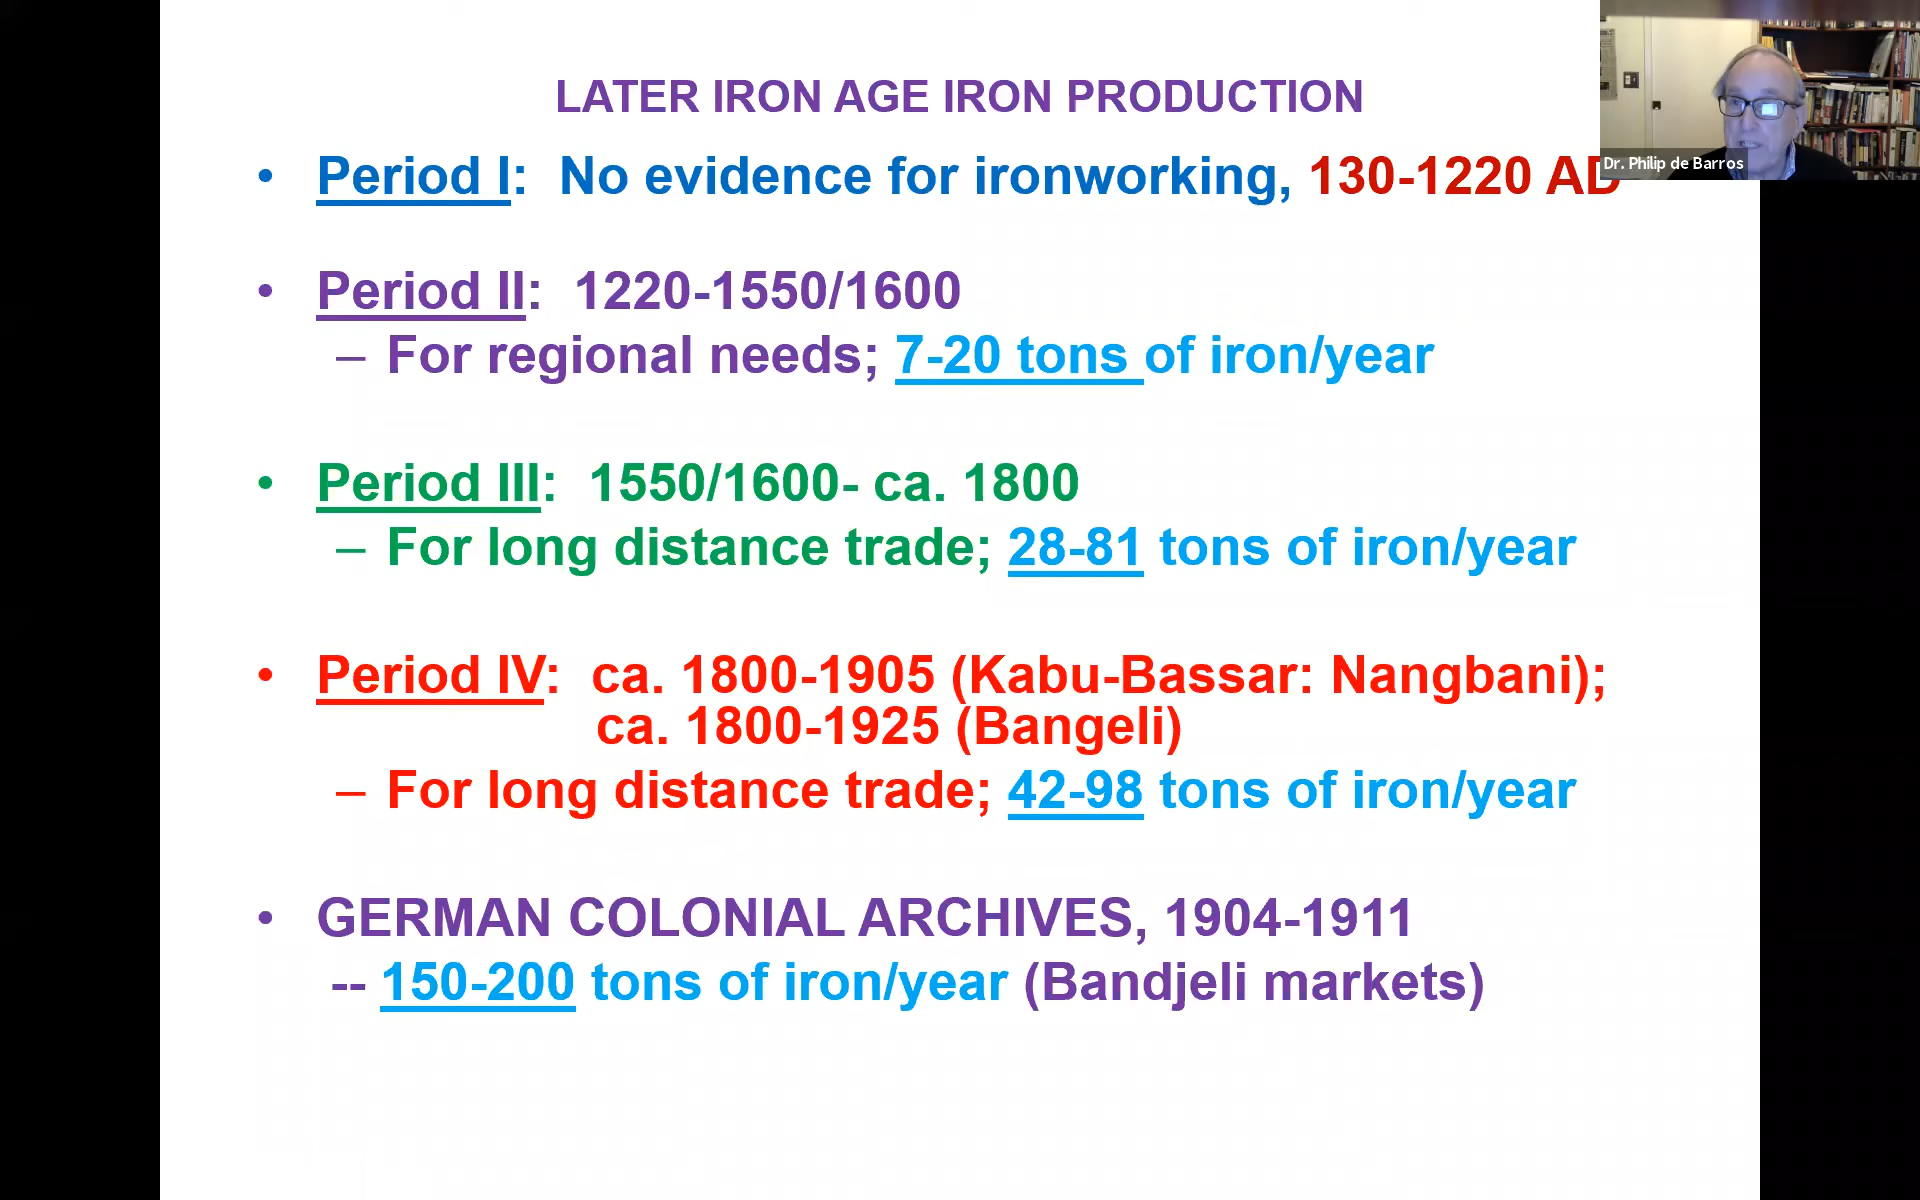 LATER IRON AGE IRON PRODUCTION
• Period I: No evidence for ironworking, 130-1220 AD
Dr. Philip de Barros
• Period II: 1220-1550/1600
– For regional needs; 7-20 tons of iron/year
• Period III: 1550/1600- ca. 1800
– For long distance trade; 28-81 tons of iron/year
• Period IV: ca. 1800-1905 (Kabu-Bassar: Nangbani);
ca. 1800-1925 (Bangeli)
– For long distance trade; 42-98 tons of iron/year
• GERMAN COLONIAL ARCHIVES, 1904-1911
-- 150-200 tons of iron/year (Bandjeli markets)